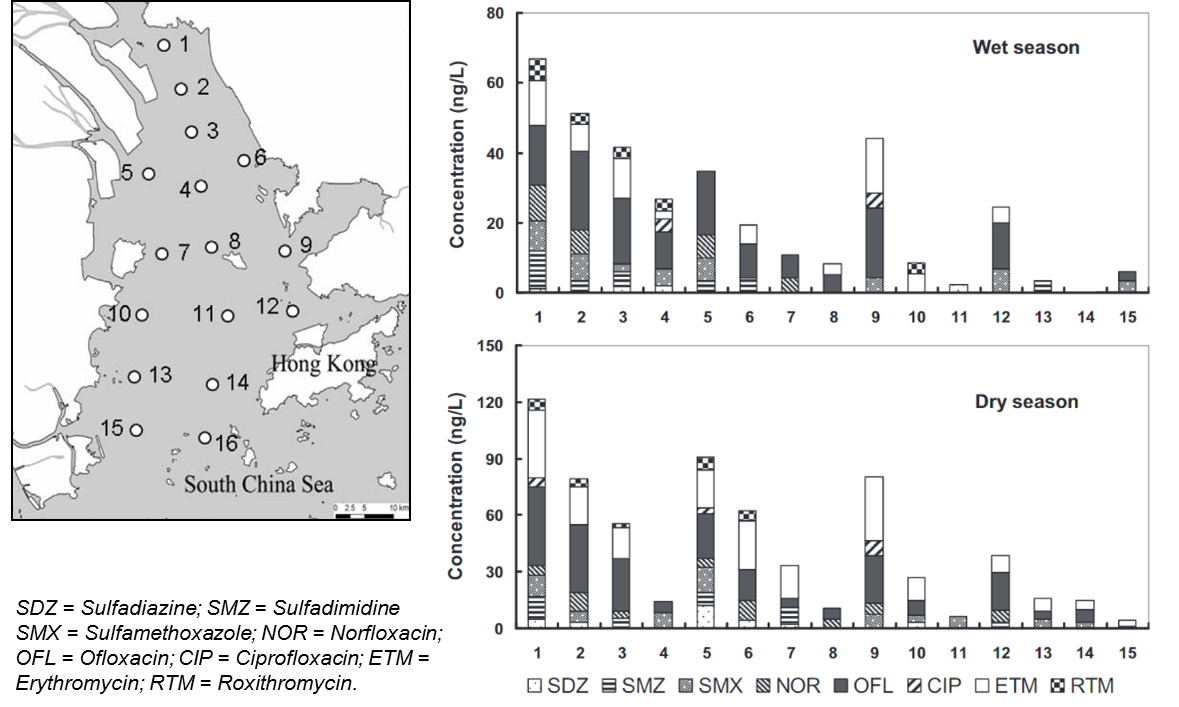 1
2
3
6
5
4
7
8
9
10
11
12
Hong Kong
13
14
15
16
South China Sea
0 2.5 5 10 km
SDZ = Sulfadiazine; SMZ = Sulfadimidine
SMX = Sulfamethoxazole; NOR = Norfloxacin;
OFL = Ofloxacin; CIP = Ciprofloxacin; ETM =
Erythromycin; RTM = Roxithromycin.
Wet season
Concentration (ng/L)
80
60
40
20
0
1 2 3 4 5 6 7 8 9 10 11 12 13 14 15
Dry season
Concentration (ng/L)
150
120
90
60
30
0
1 2 3 4 5 6 7 8 9 10 11 12 13 14 15
SDZ SMZ SMX NOR OFL CIP ETM RTM